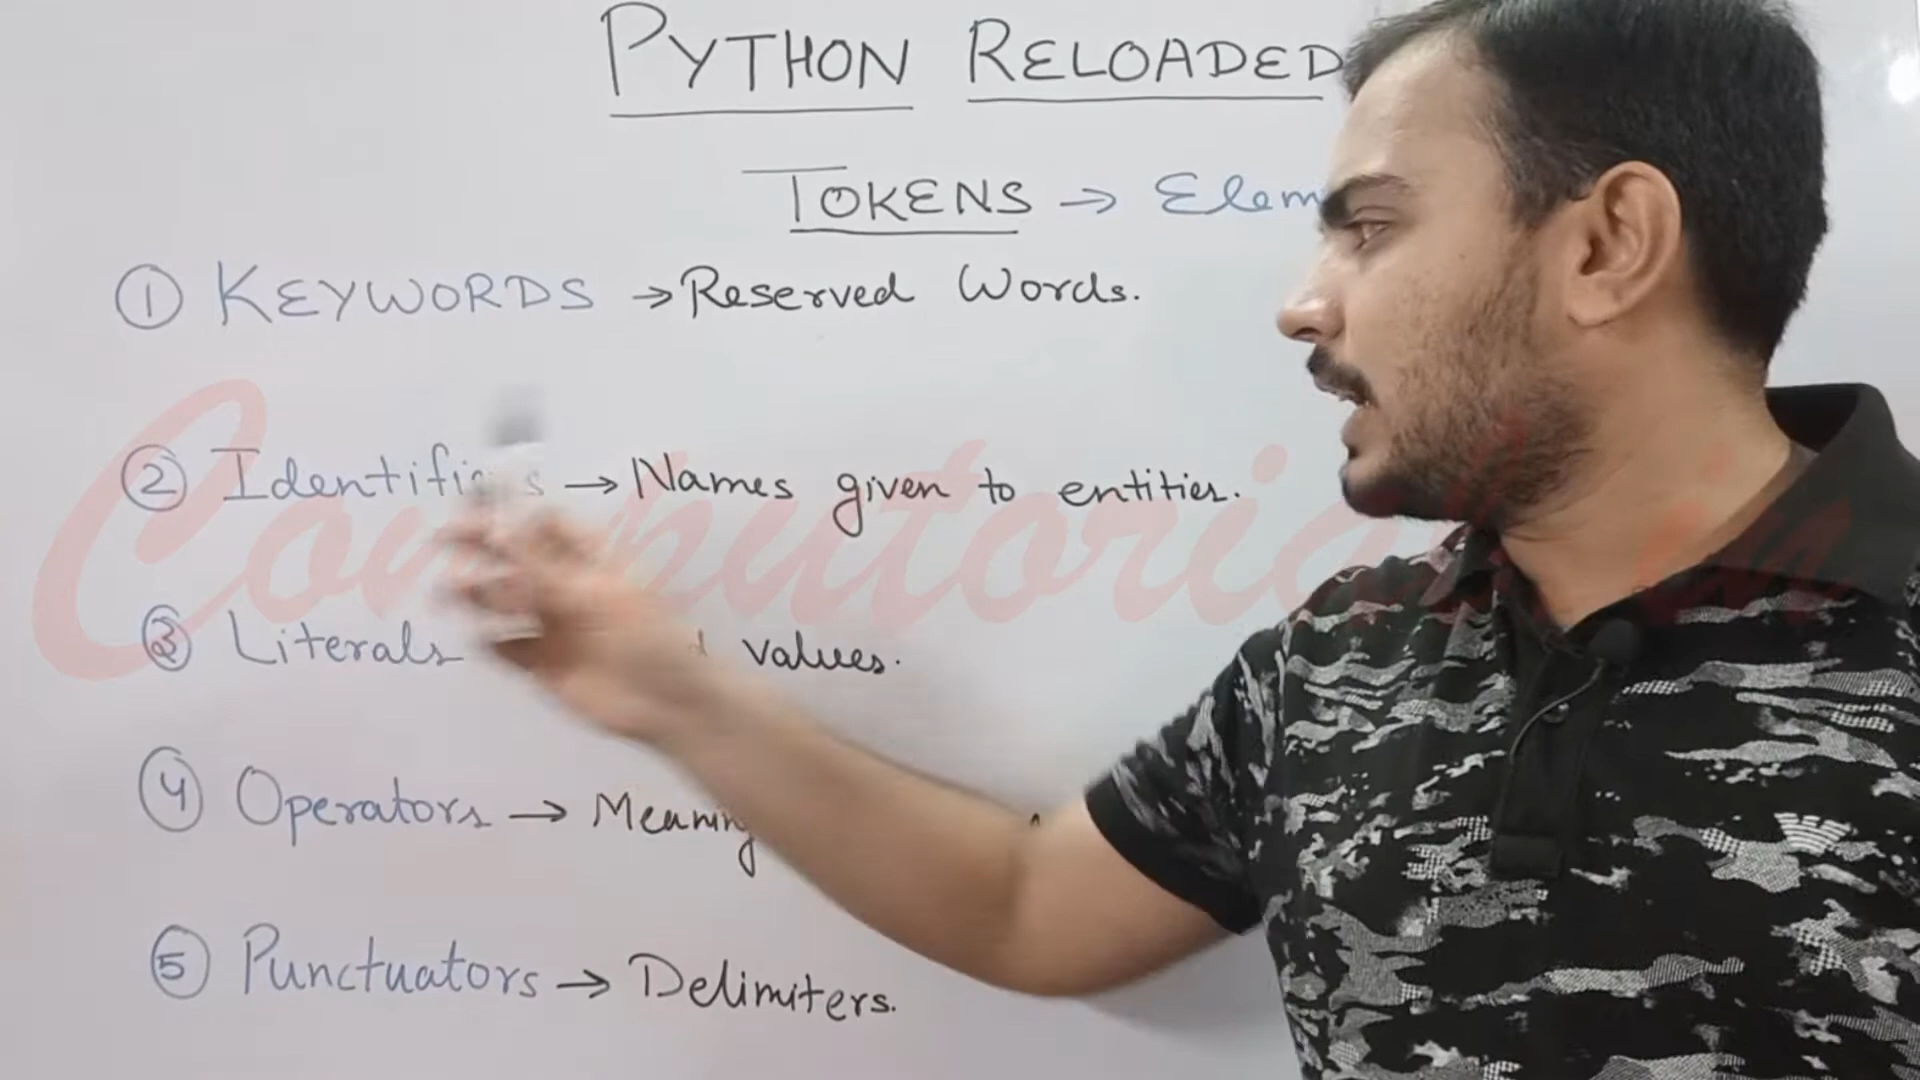 PYTHON RELOADED
TOKENS → Elem
① KEYWORDS → Reserved Words.
② Identifi s → Names given to entities.
③ Literals values.
④ Operators → Meaning
⑤ Punctuators → Delimiters.